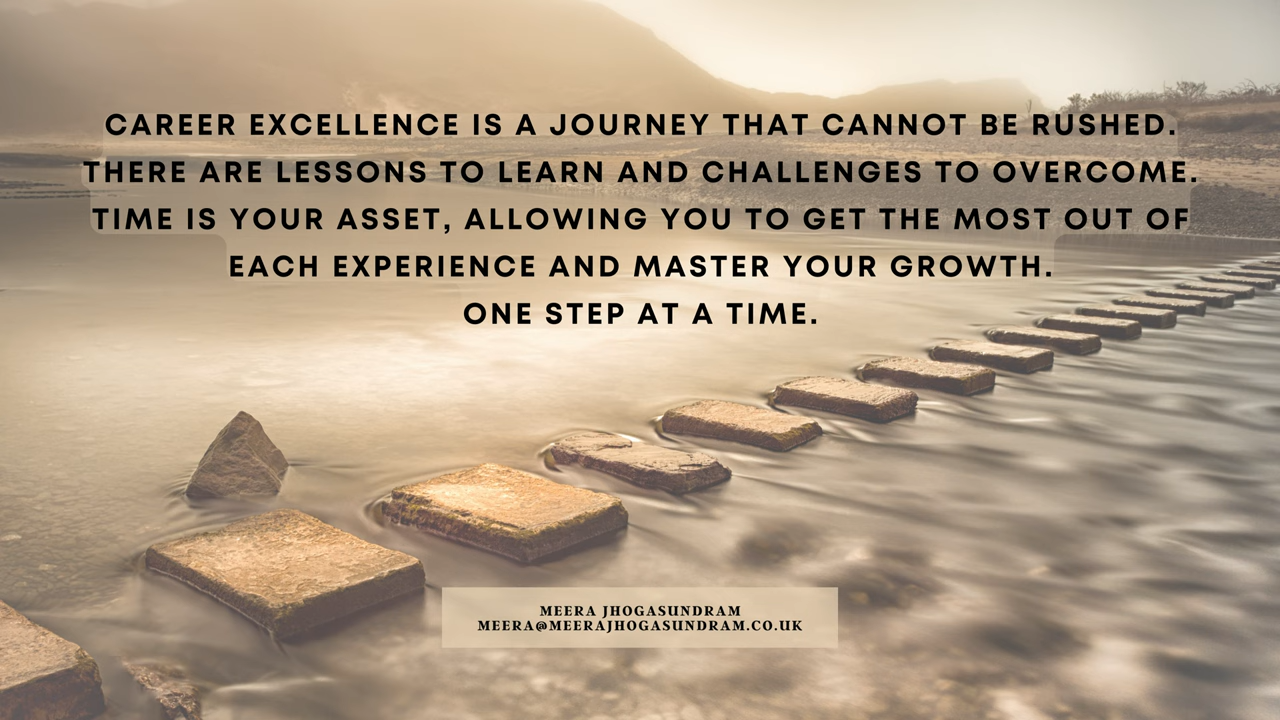 CAREER EXCELLENCE IS A JOURNEY THAT CANNOT BE RUSHED.
THERE ARE LESSONS TO LEARN AND CHALLENGES TO OVERCOME.
TIME IS YOUR ASSET, ALLOWING YOU TO GET THE MOST OUT OF
EACH EXPERIENCE AND MASTER YOUR GROWTH.
ONE STEP AT A TIME.
MEERA JHOGASUNDRAM
MEERA@MEERAJHOGASUNDRAM.CO.UK